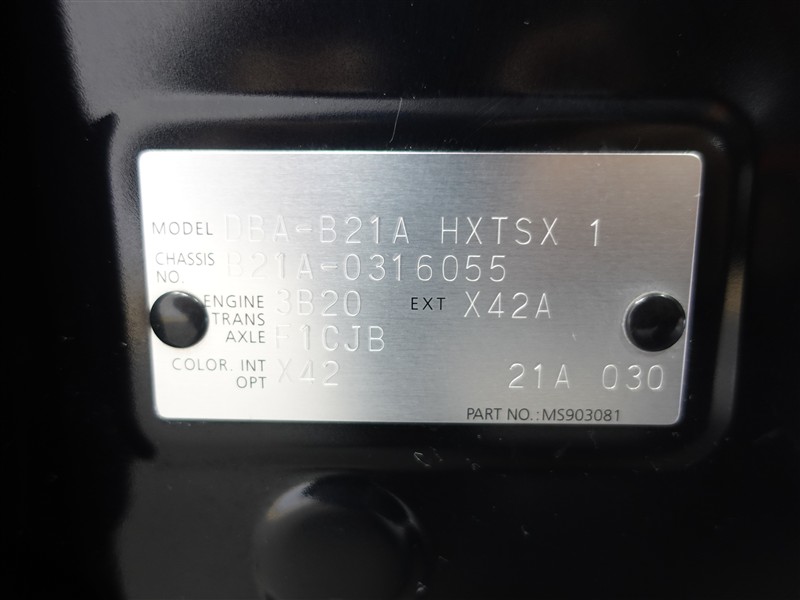 MODEL DBA-B21A HXTSX 1
CHASSIS NO. B21A-0316055
ENGINE 3B20 EXT X42A
TRANS AXLE F1CJB
COLOR. INT X42
OPT 21A 030
PART NO.: MS903081